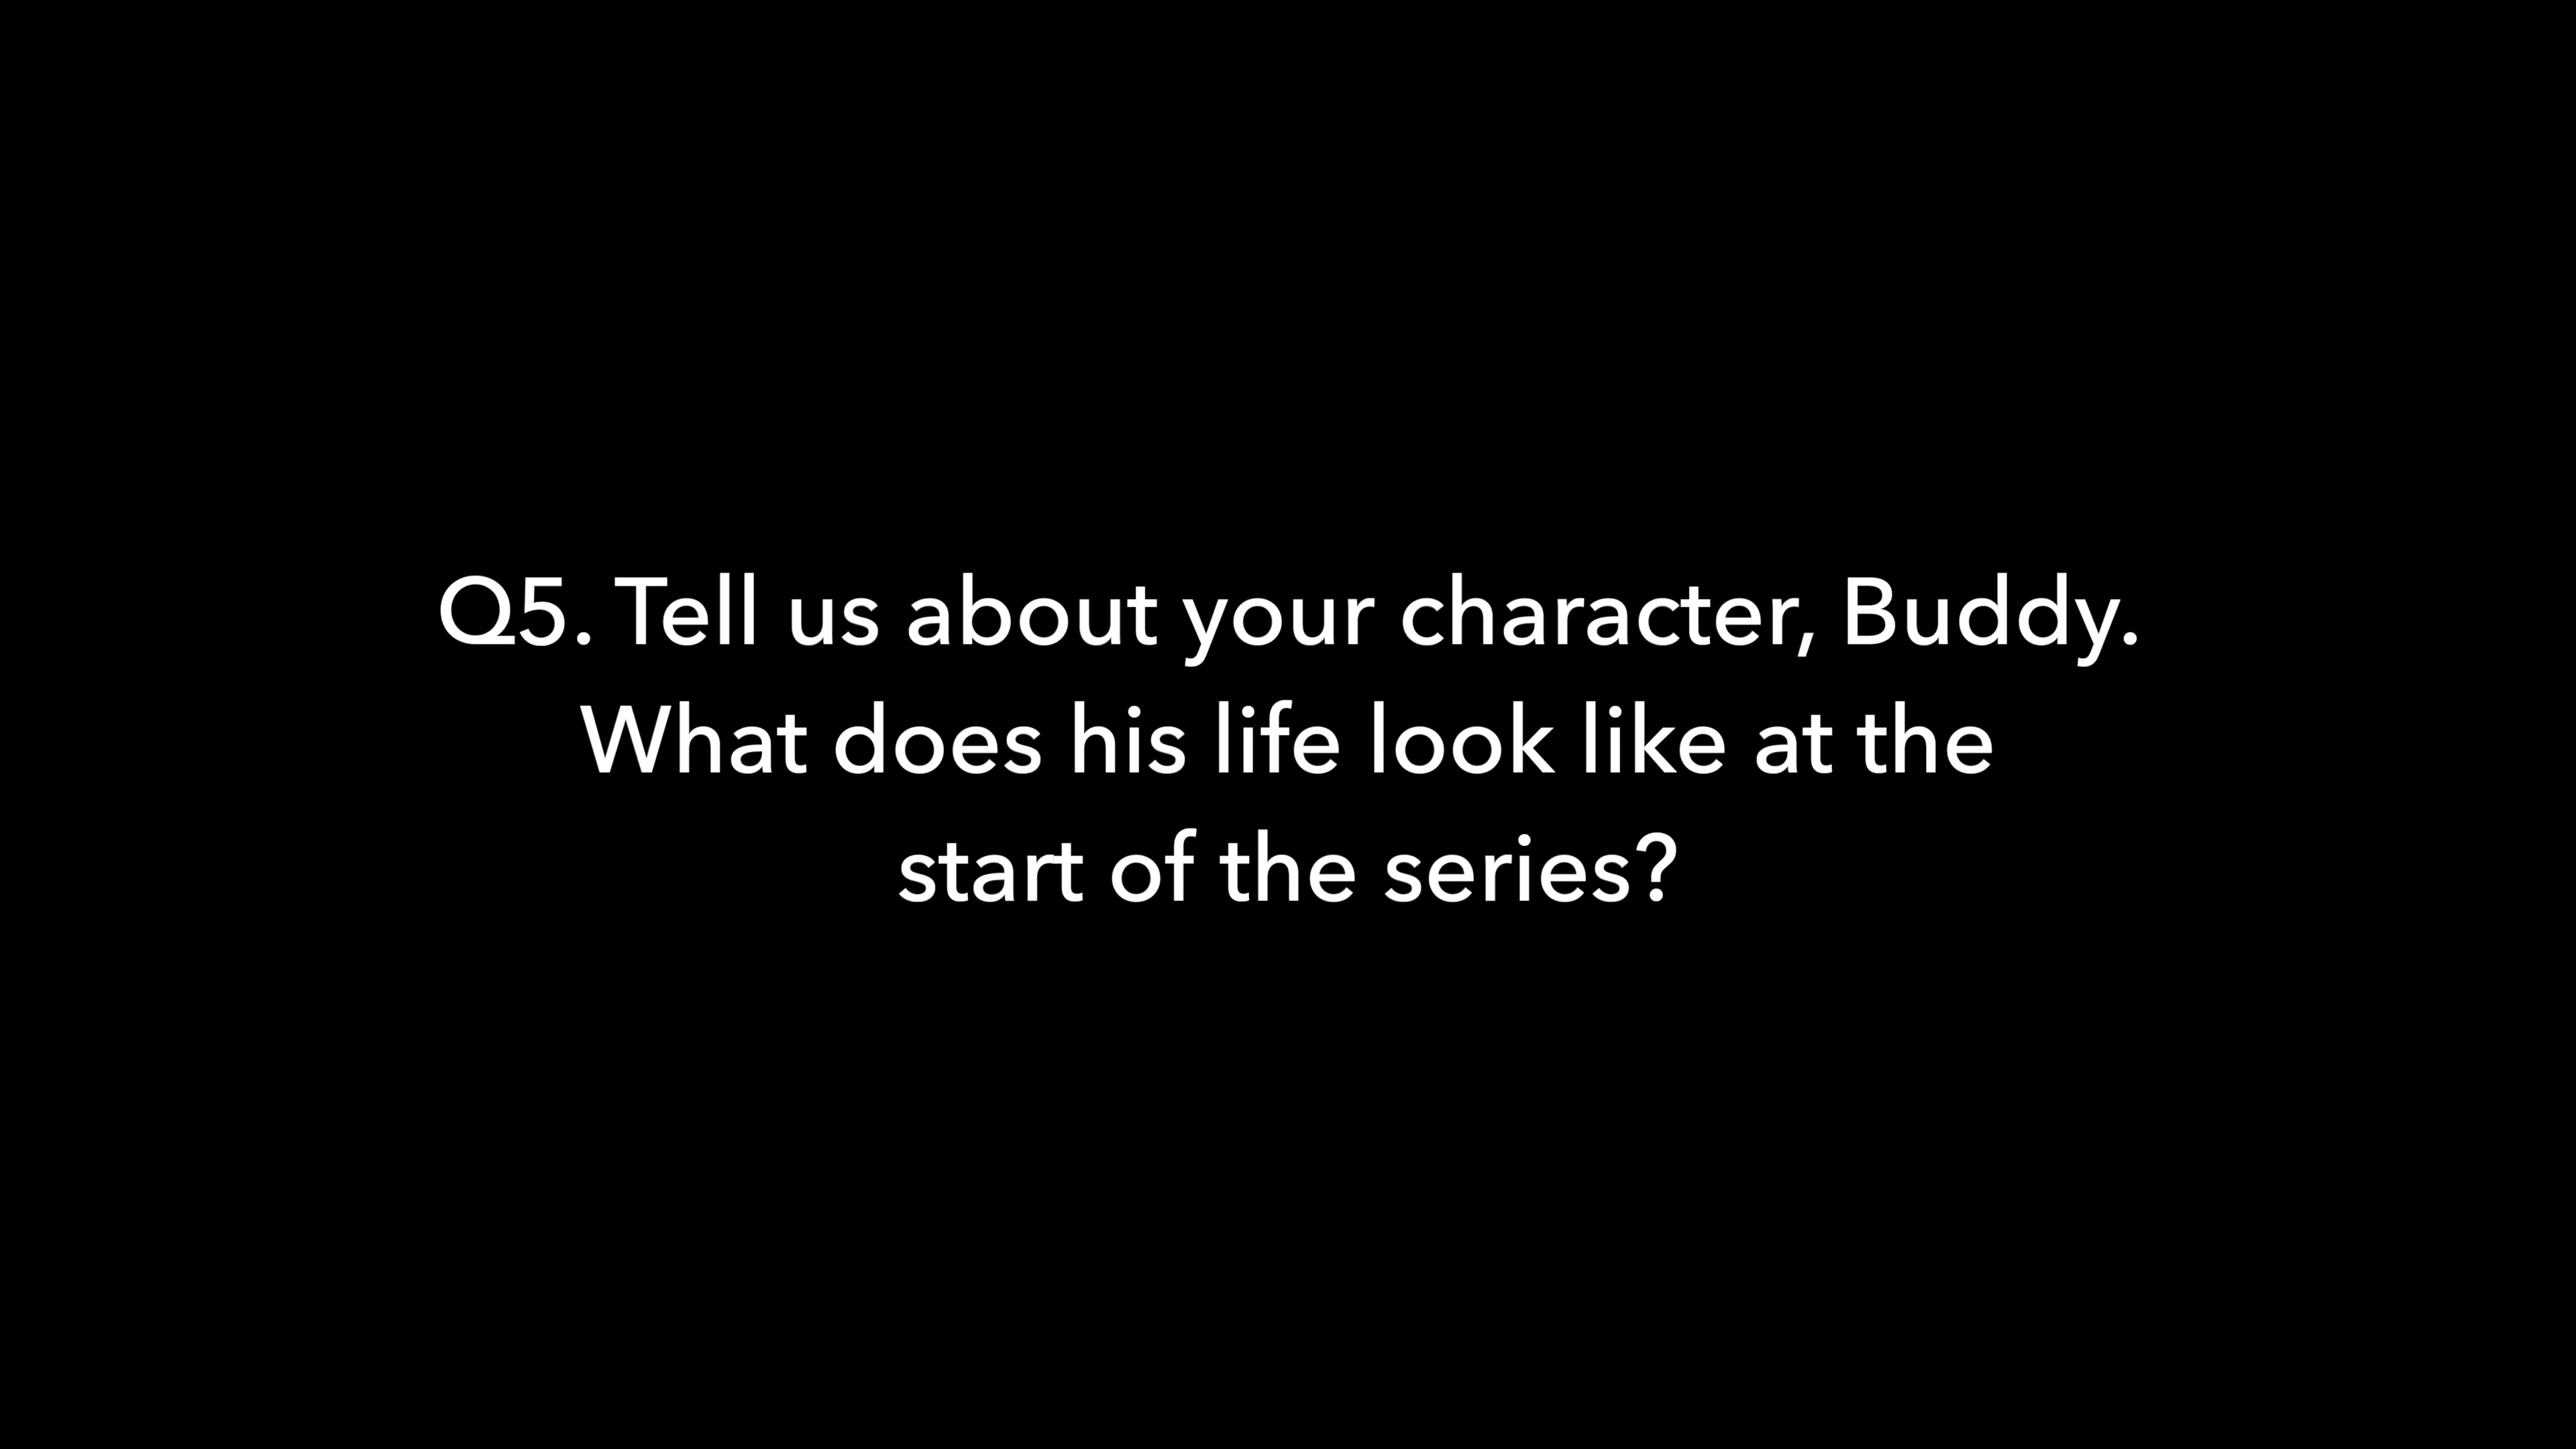 Q5. Tell us about your character, Buddy.
What does his life look like at the
start of the series?